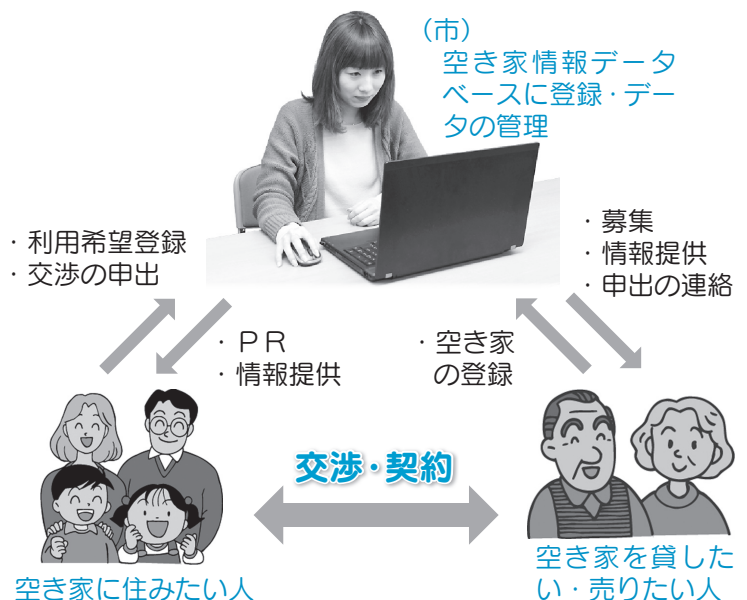 （市）
空き家情報データ
ベースに登録・デー
タの管理
・利用希望登録
・交渉の申出
・募集
・情報提供
・申出の連絡
・ＰＲ
・情報提供
・空き家
の登録
交渉・契約
空き家に住みたい人
空き家を貸した
い・売りたい人